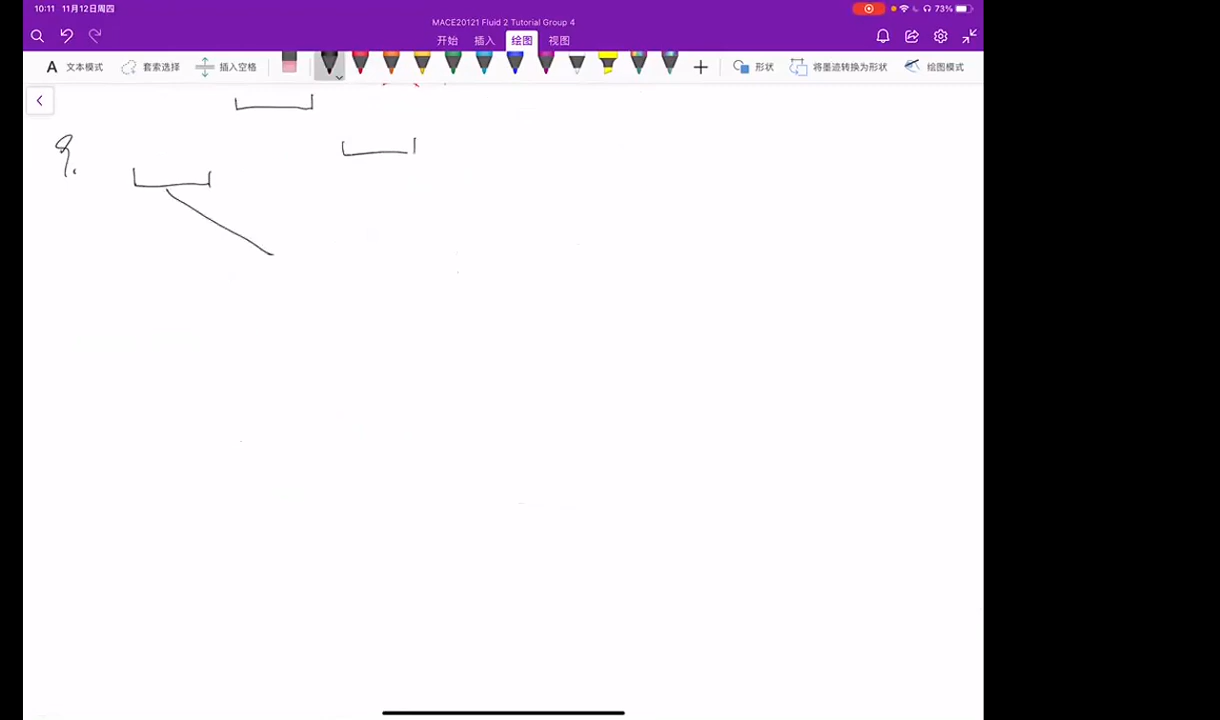 10:11 11月12日周四 73%
MACE20121 Fluid 2 Tutorial Group 4
开始 插入 绘图 视图
A 文本模式 套索选择 插入空格 形状 将墨迹转换为形状 绘图模式
9.